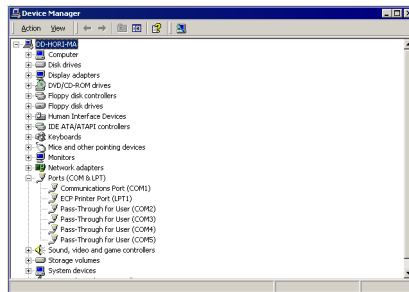 Device Manager
Action View
DD-HORI-MA
Computer
Disk drives
Display adapters
DVD/CD-ROM drives
Floppy disk controllers
Floppy disk drives
Human Interface Devices
IDE ATA/ATAPI controllers
Keyboards
Mice and other pointing devices
Monitors
Network adapters
Ports (COM & LPT)
Communications Port (COM1)
ECP Printer Port (LPT1)
Pass-Through for User (COM2)
Pass-Through for User (COM3)
Pass-Through for User (COM4)
Pass-Through for User (COM5)
Sound, video and game controllers
Storage volumes
System devices